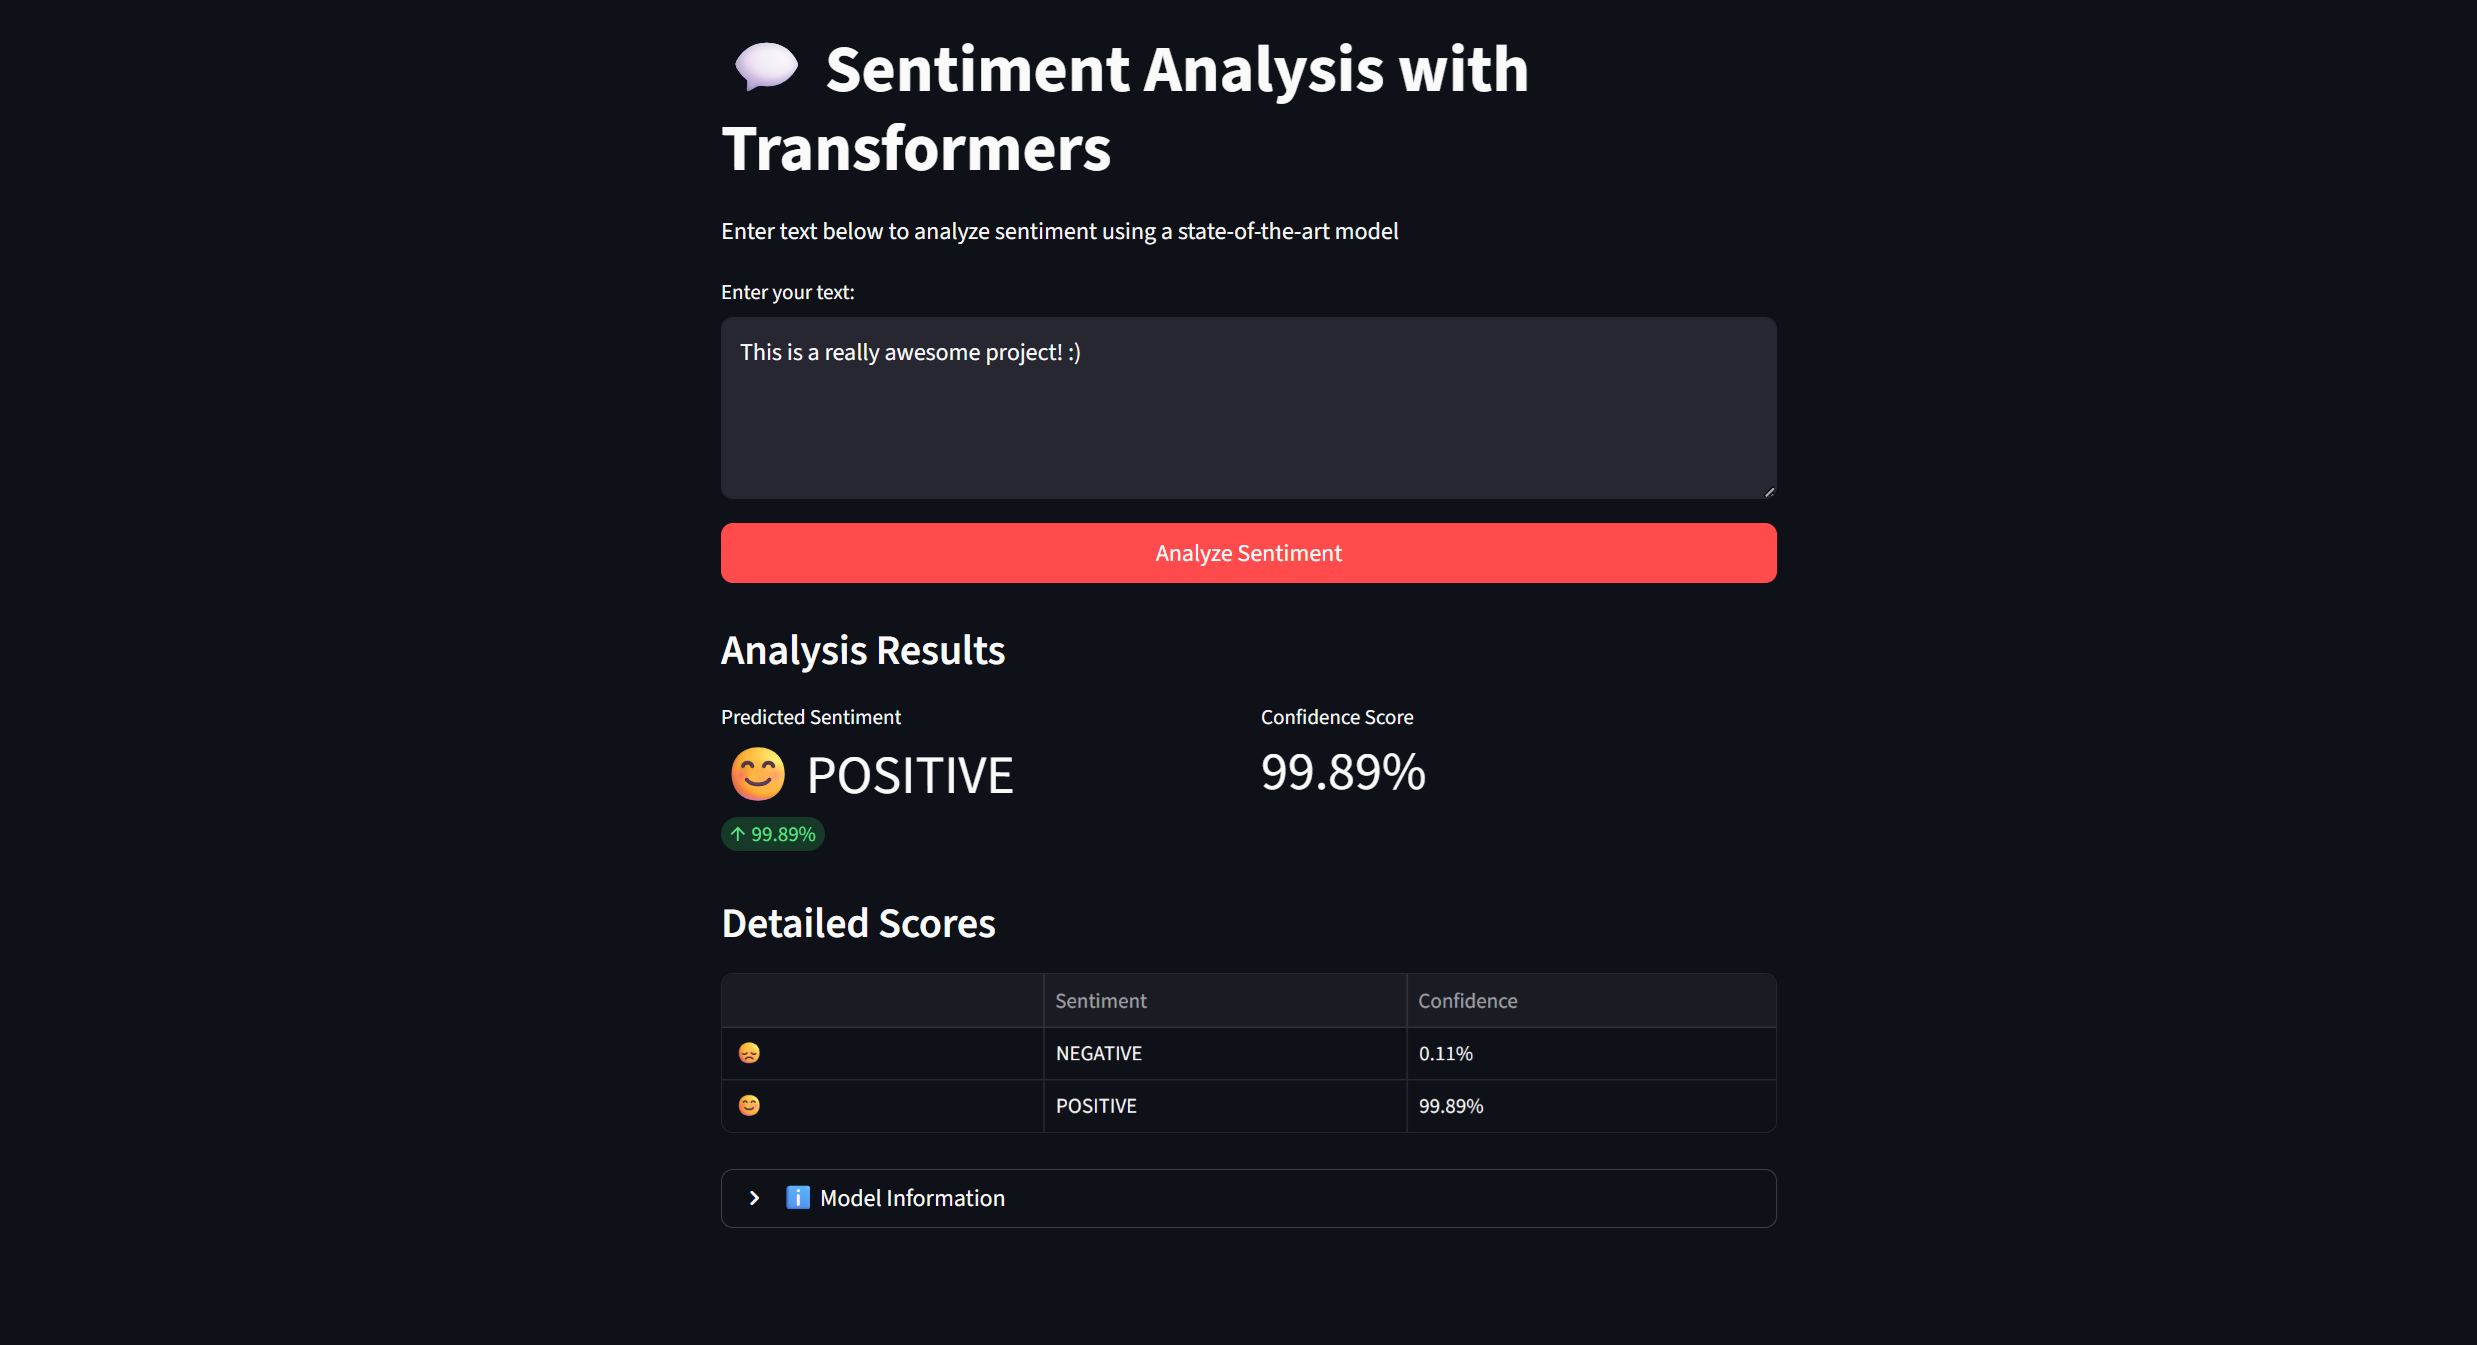 💬 Sentiment Analysis with
Transformers
Enter text below to analyze sentiment using a state-of-the-art model
Enter your text:
This is a really awesome project! :)
Analyze Sentiment
Analysis Results
Predicted Sentiment
😊 POSITIVE
↑ 99.89%
Confidence Score
99.89%
Detailed Scores
Sentiment Confidence
😞 NEGATIVE 0.11%
😊 POSITIVE 99.89%
ℹ️ Model Information